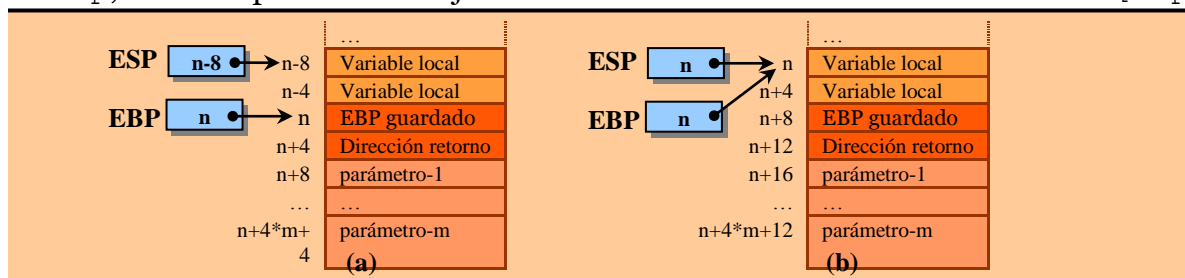 …
ESP n-8 n-8 Variable local
n-4 Variable local
EBP n n EBP guardado
n+4 Dirección retorno
n+8 parámetro-1
… …
n+4*m+ parámetro-m
4
(a)
…
ESP n n Variable local
n+4 Variable local
EBP n n+8 EBP guardado
n+12 Dirección retorno
n+16 parámetro-1
… …
n+4*m+12 parámetro-m
(b)